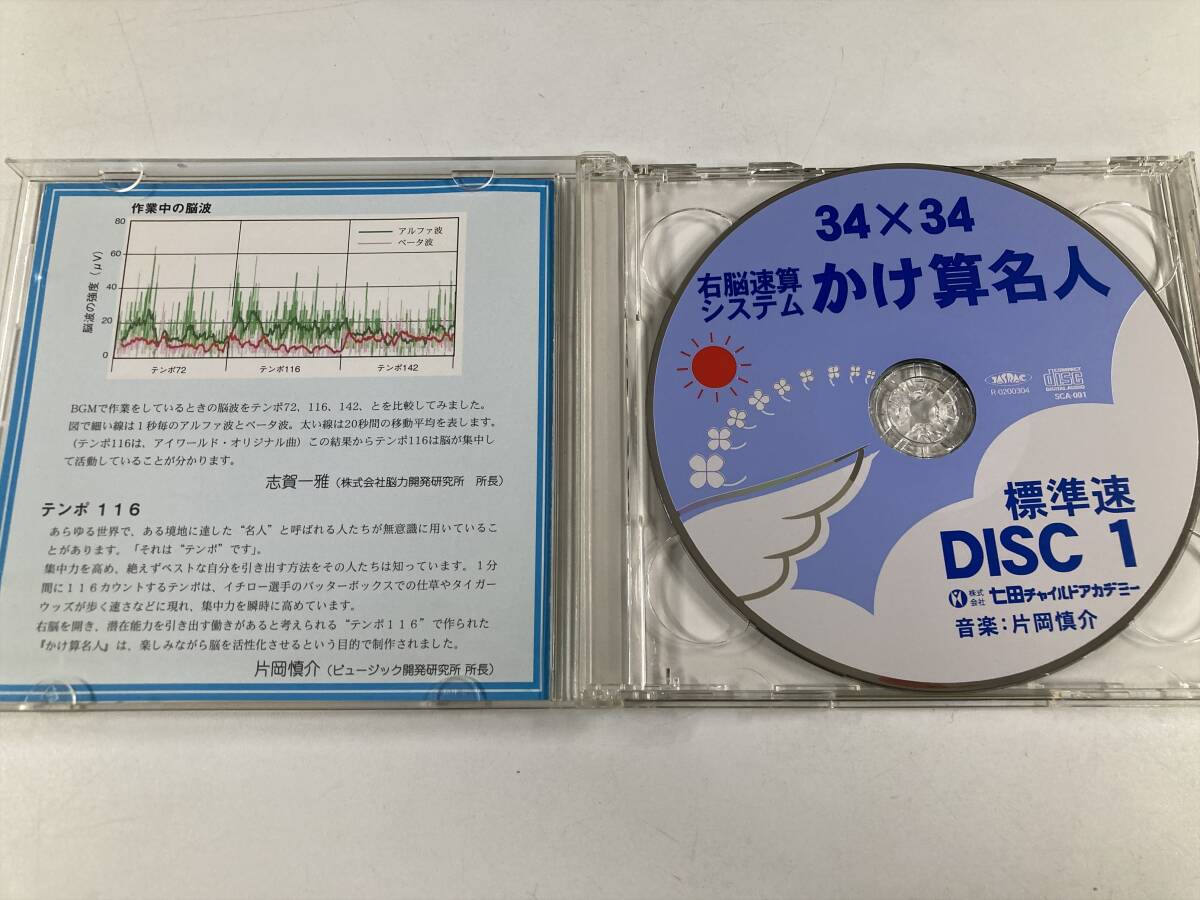 作業中の脳波
脳波の強度 (μV)
80
60
40
20
0
アルファ波
ベータ波
テンポ72
テンポ116
テンポ142
BGMで作業をしているときの脳波をテンポ72, 116, 142, とを比較してみました。
図で細い線は1秒毎のアルファ波とベータ波。太い線は20秒間の移動平均を表します。
(テンポ116は、アイワールド・オリジナル曲) この結果からテンポ116は脳が集中し
て活動していることが分かります。
志賀一雅 (株式会社脳力開発研究所 所長)
テンポ 116
あらゆる世界で、ある境地に達した“名人”と呼ばれる人たちが無意識に用いているこ
とがあります。「それは“テンポ”です」。
集中力を高め、絶えずベストな自分を引き出す方法をその人たちは知っています。1分
間に116カウントするテンポは、イチロー選手のバッターボックスでの仕草やタイガー
ウッズが歩く速さなどに現れ、集中力を瞬時に高めています。
右脳を開き、潜在能力を引き出す働きがあると考えられる“テンポ116”で作られた
『かけ算名人』は、楽しみながら脳を活性化させるという目的で制作されました。
片岡慎介 (ビュージック開発研究所 所長)
34×34
右脳速算
システム
かけ算名人
JASRAC
R-0200304
COMPACT
disc
DIGITAL AUDIO
SCA-001
標準速
DISC 1
株式
会社
七田チャイルドアカデミー
音楽：片岡慎介